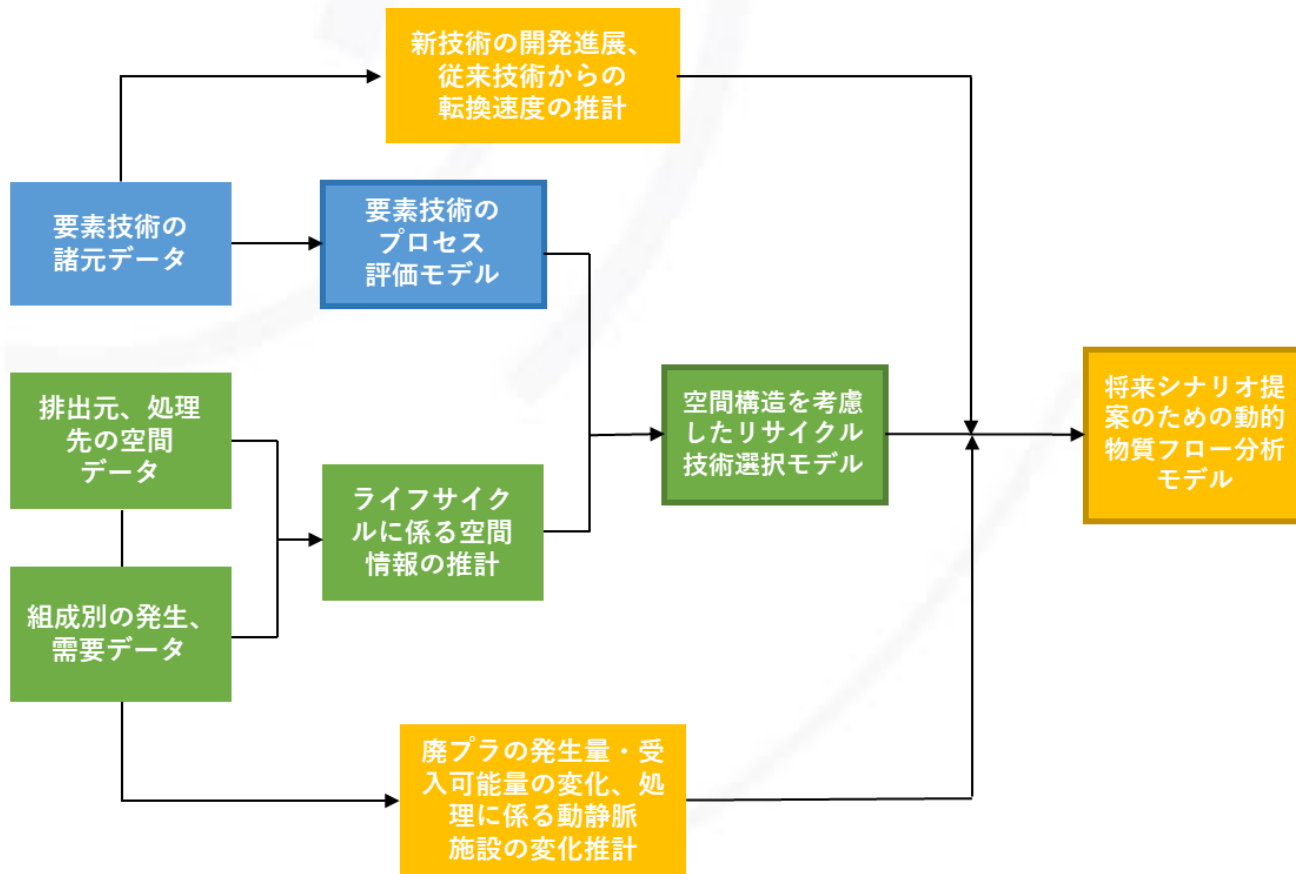 新技術の開発進展、
従来技術からの
転換速度の推計
要素技術の
諸元データ
要素技術の
プロセス
評価モデル
排出元、処理
先の空間
データ
ライフサイク
ルに係る空間
情報の推計
組成別の発生、
需要データ
空間構造を考慮
したリサイクル
技術選択モデル
将来シナリオ提
案のための動的
物質フロー分析
モデル
廃プラの発生量・受
入可能量の変化、処
理に係る動静脈
施設の変化推計